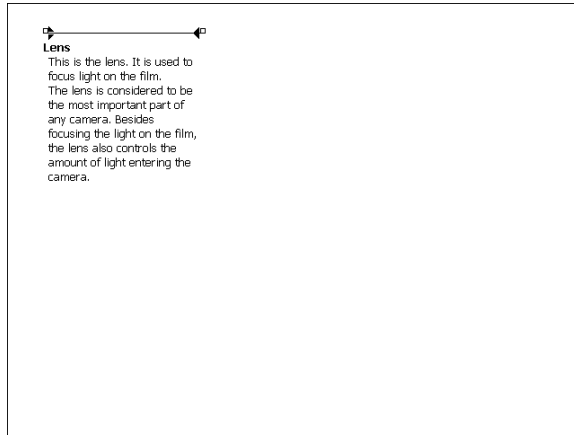 Lens
This is the lens. It is used to
focus light on the film.
The lens is considered to be
the most important part of
any camera. Besides
focusing the light on the film,
the lens also controls the
amount of light entering the
camera.